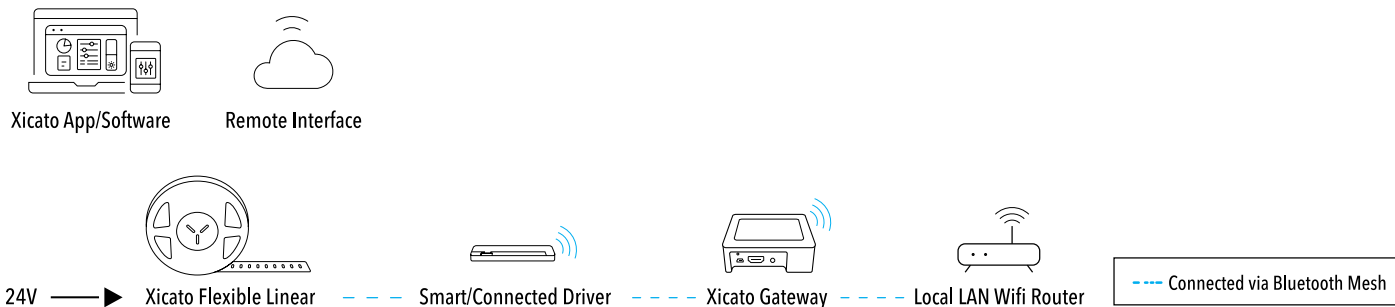 Xicato App/Software
Remote Interface
24V
Xicato Flexible Linear
Smart/Connected Driver
Xicato Gateway
Local LAN Wifi Router
Connected via Bluetooth Mesh